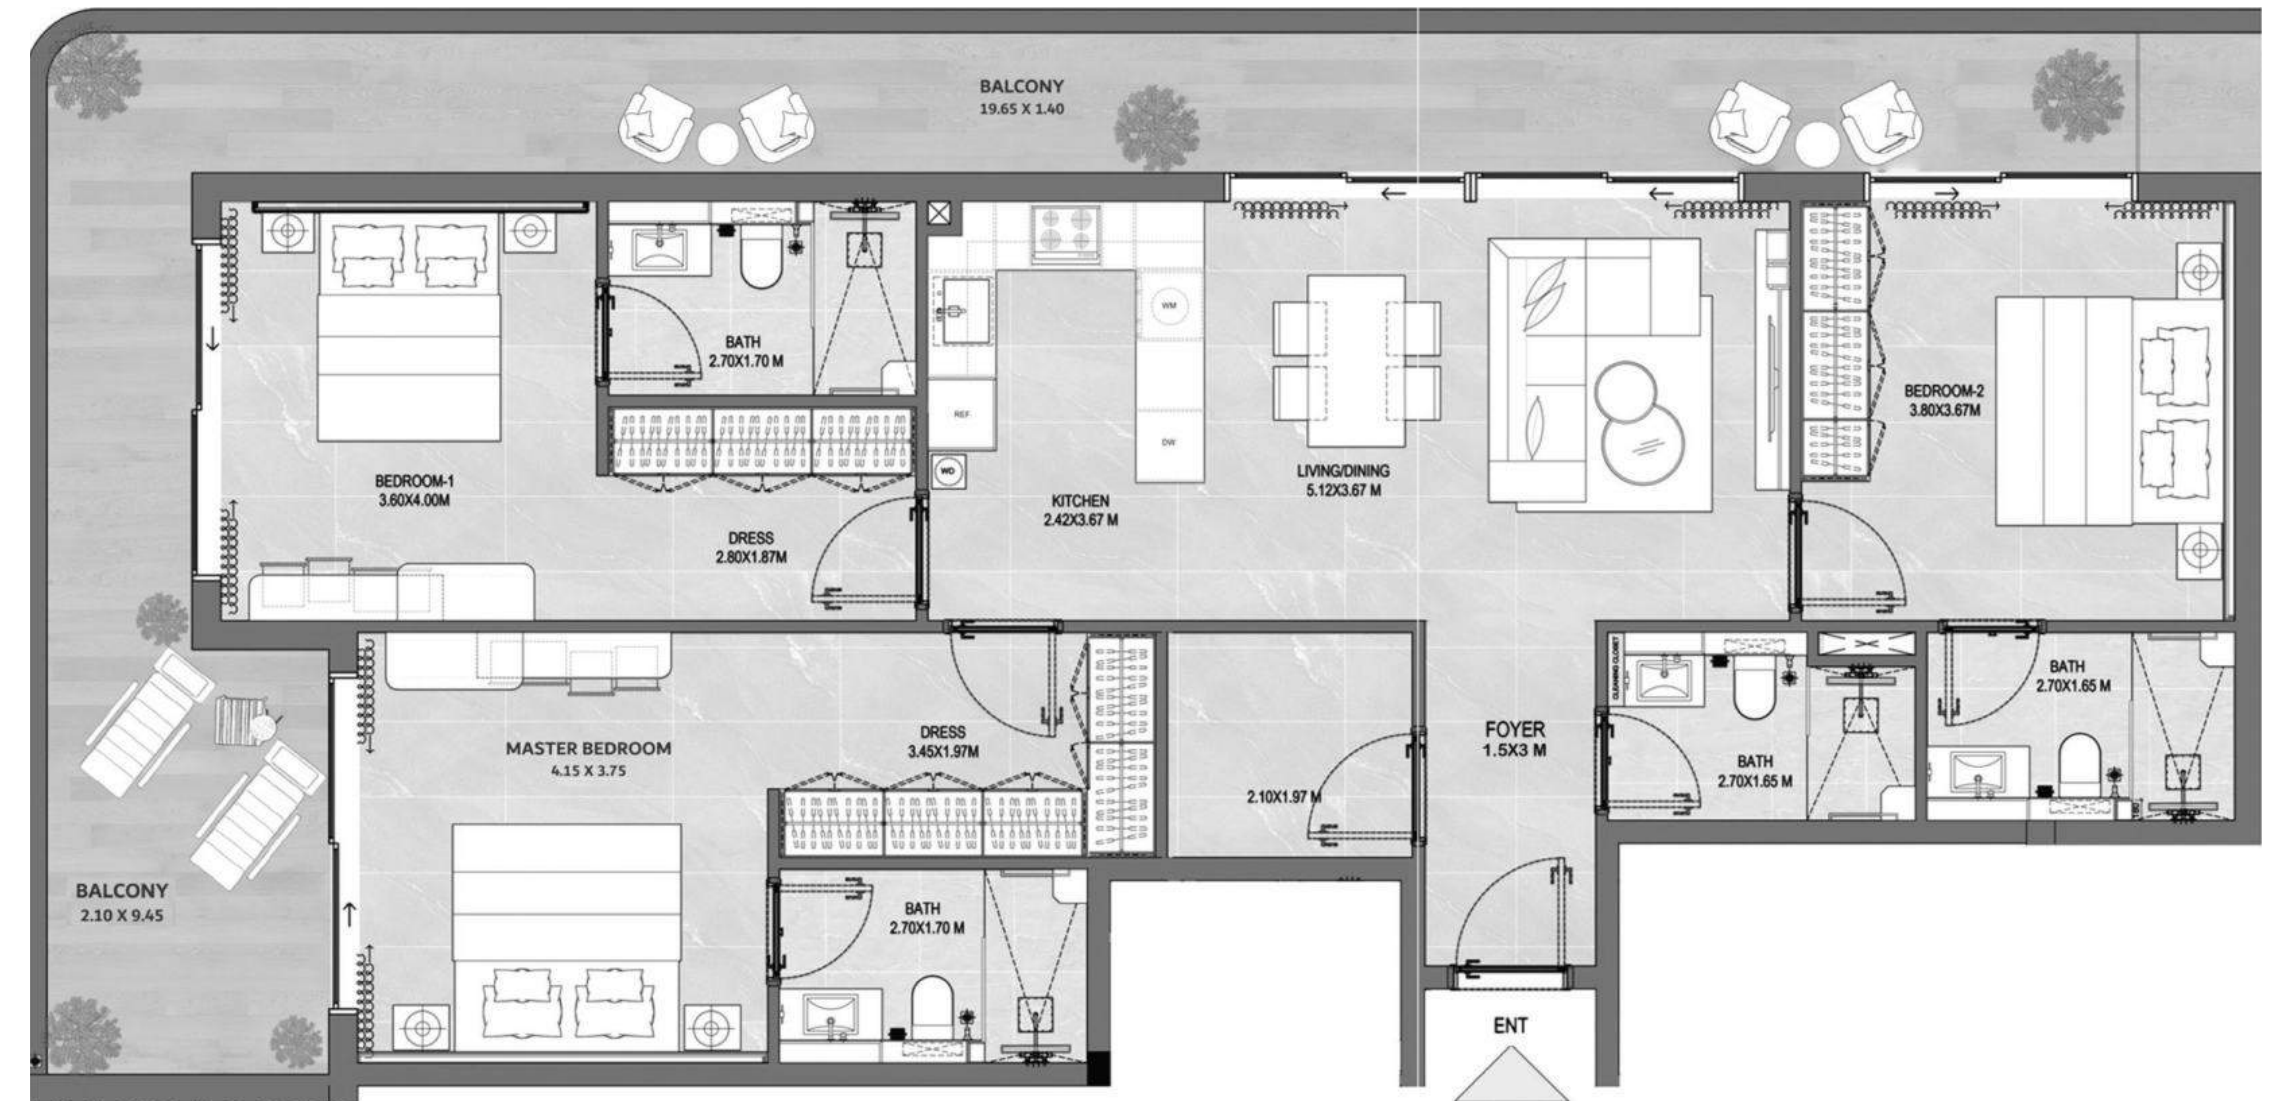 BALCONY
19.65 X 1.40
BATH
2.70X1.70 M
WM
REF
DW
WD
BEDROOM-1
3.60X4.00M
DRESS
2.80X1.87M
KITCHEN
2.42X3.67 M
LIVING/DINING
5.12X3.67 M
BEDROOM-2
3.80X3.67M
CLEANING CLOSET
BATH
2.70X1.65 M
MASTER BEDROOM
4.15 X 3.75
DRESS
3.45X1.97M
2.10X1.97 M
FOYER
1.5X3 M
BATH
2.70X1.65 M
BALCONY
2.10 X 9.45
BATH
2.70X1.70 M
ENT